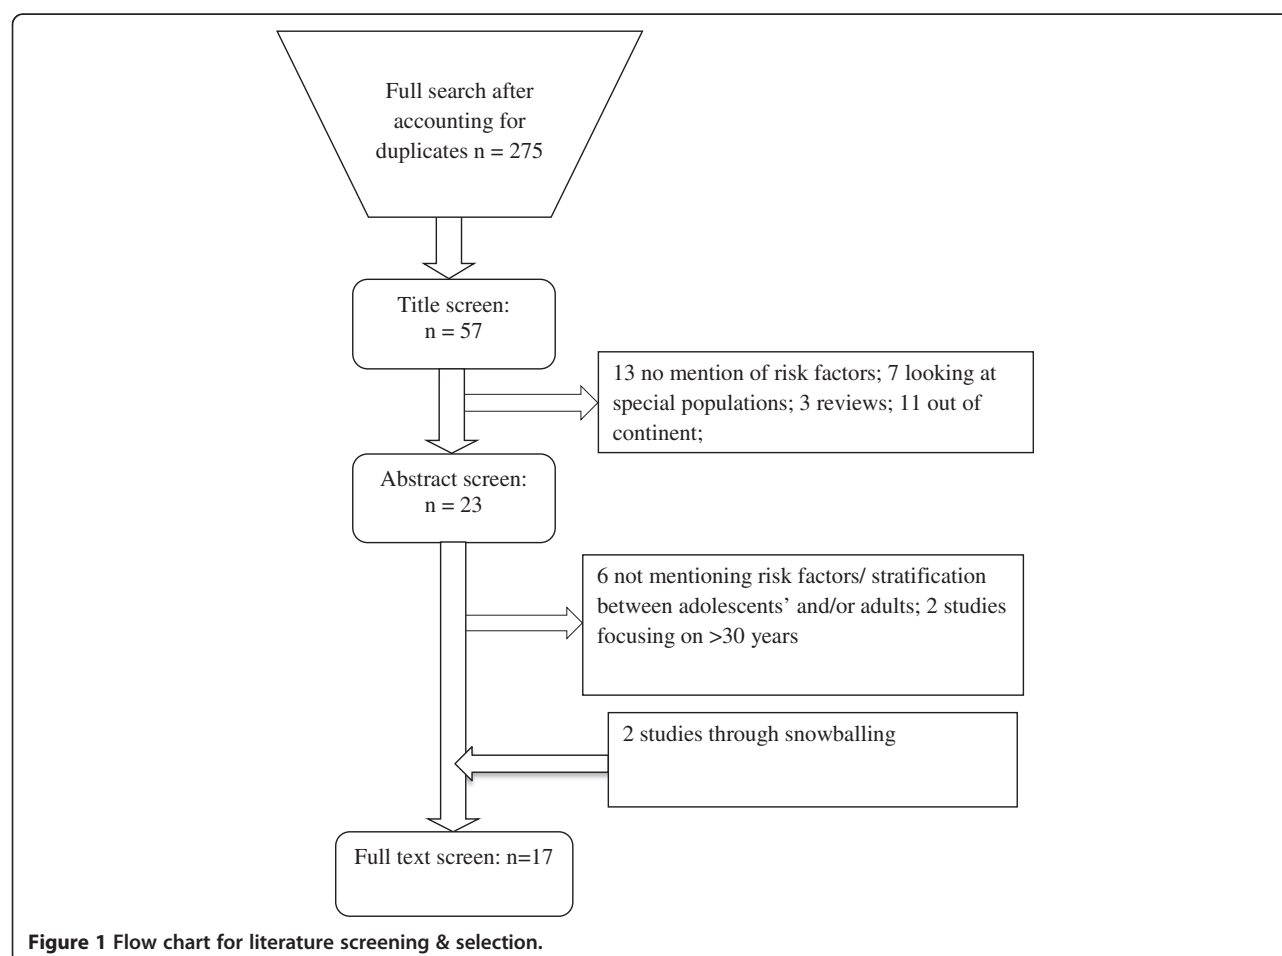 Full search after
accounting for
duplicates n = 275
Title screen:
n = 57
13 no mention of risk factors; 7 looking at
special populations; 3 reviews; 11 out of
continent;
Abstract screen:
n = 23
6 not mentioning risk factors/ stratification
between adolescents’ and/or adults; 2 studies
focusing on >30 years
2 studies through snowballing
Full text screen: n=17
Figure 1 Flow chart for literature screening & selection.